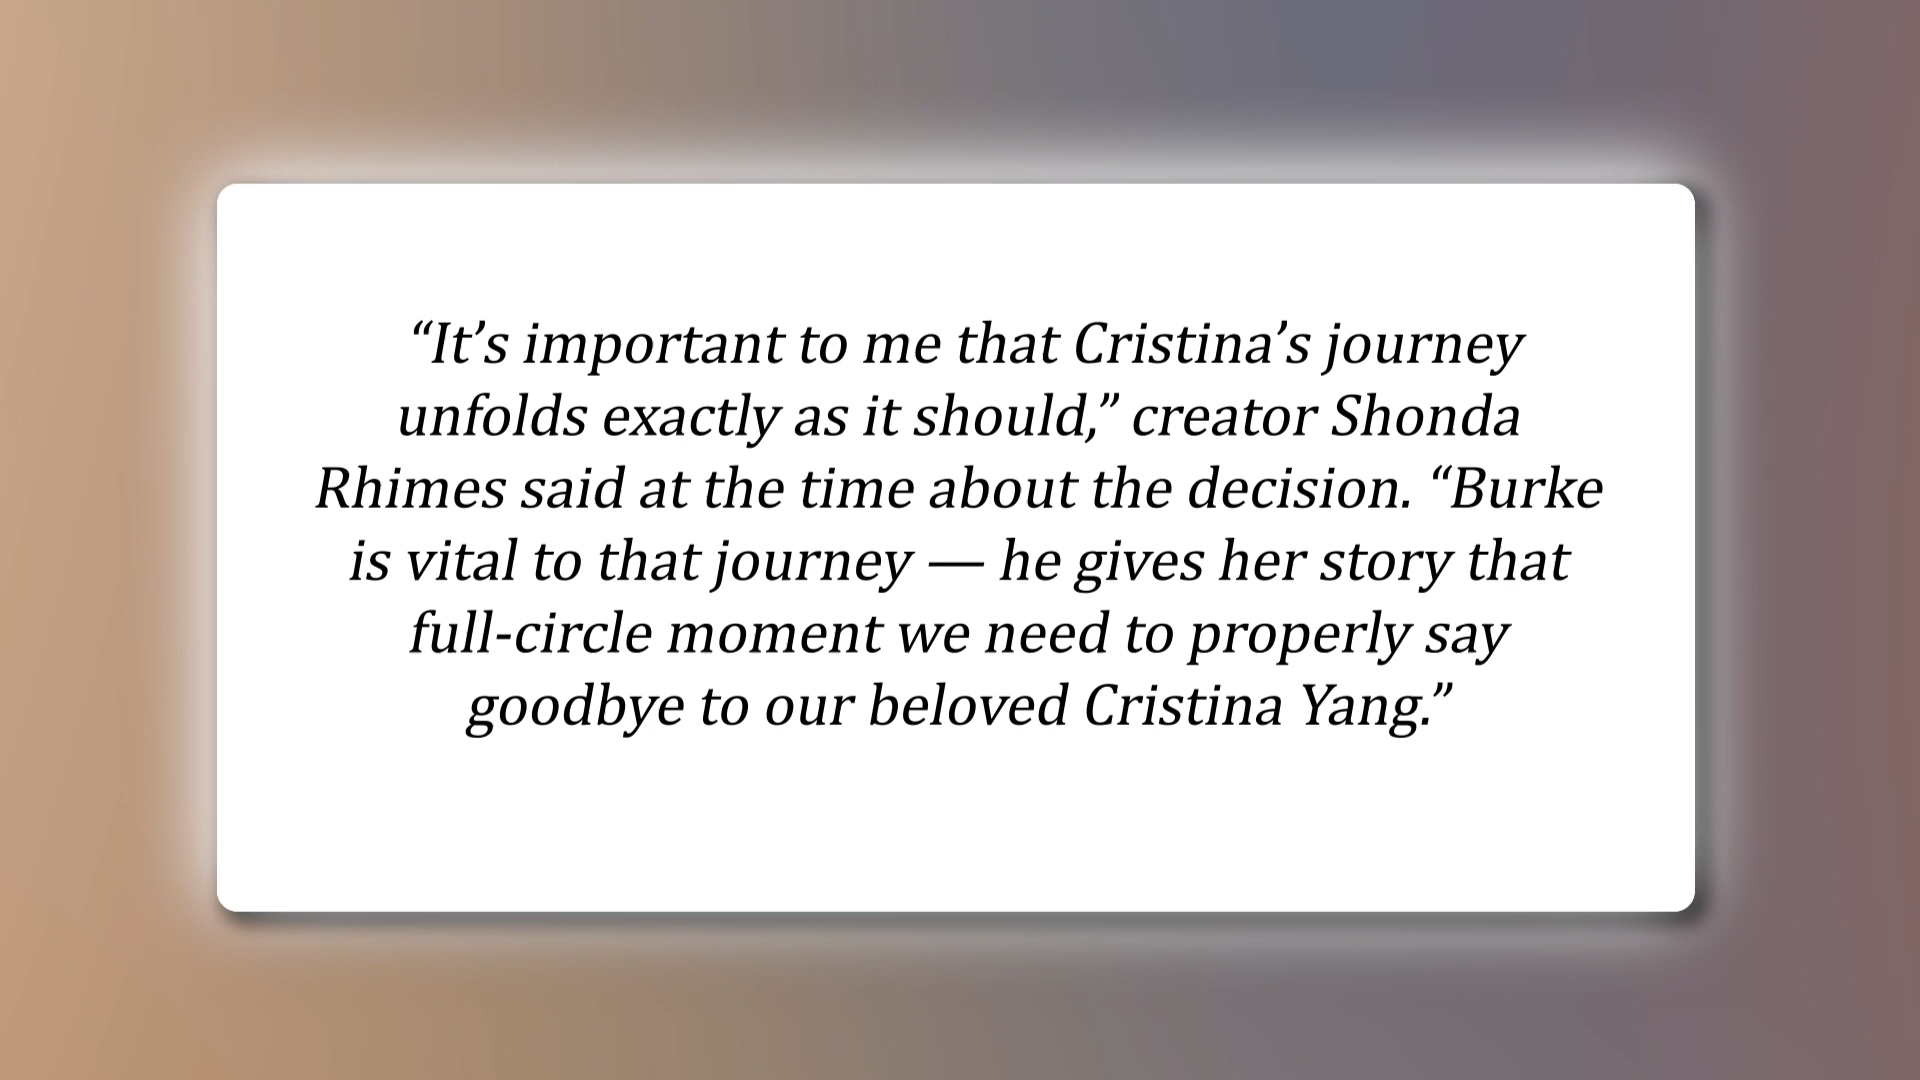 “It’s important to me that Cristina’s journey
unfolds exactly as it should,” creator Shonda
Rhimes said at the time about the decision. “Burke
is vital to that journey — he gives her story that
full-circle moment we need to properly say
goodbye to our beloved Cristina Yang.”